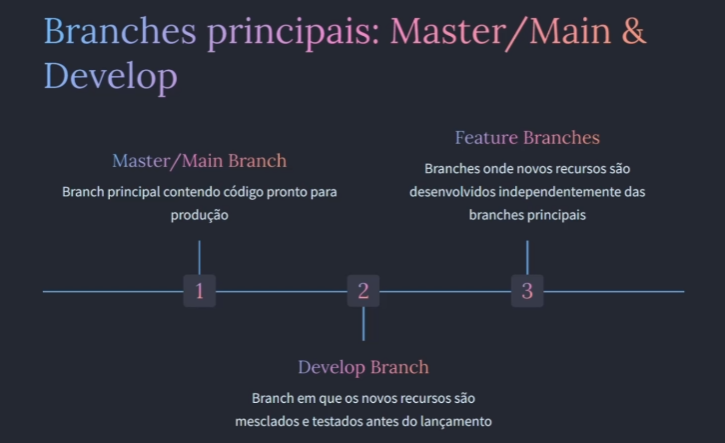 Branches principais: Master/Main &
Develop
Master/Main Branch
Branch principal contendo código pronto para
produção
Feature Branches
Branches onde novos recursos são
desenvolvidos independentemente das
branches principais
1
2
3
Develop Branch
Branch em que os novos recursos são
mesclados e testados antes do lançamento